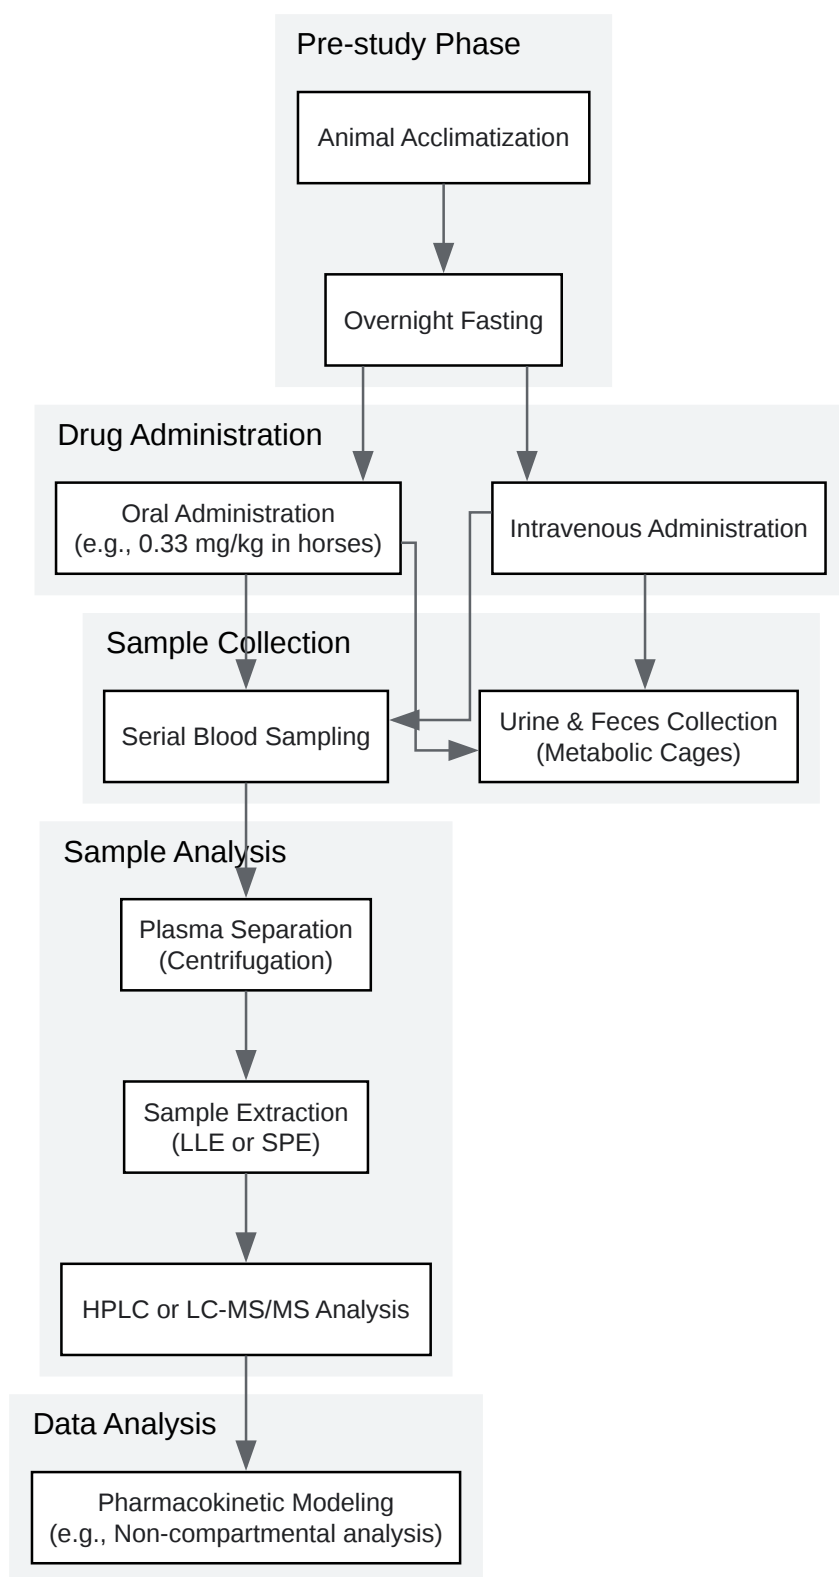 Pre-study Phase
Animal Acclimatization
Overnight Fasting
Drug Administration
Oral Administration
(e.g., 0.33 mg/kg in horses)
Intravenous Administration
Sample Collection
Serial Blood Sampling
Urine & Feces Collection
(Metabolic Cages)
Sample Analysis
Plasma Separation
(Centrifugation)
Sample Extraction
(LLE or SPE)
HPLC or LC-MS/MS Analysis
Data Analysis
Pharmacokinetic Modeling
(e.g., Non-compartmental analysis)